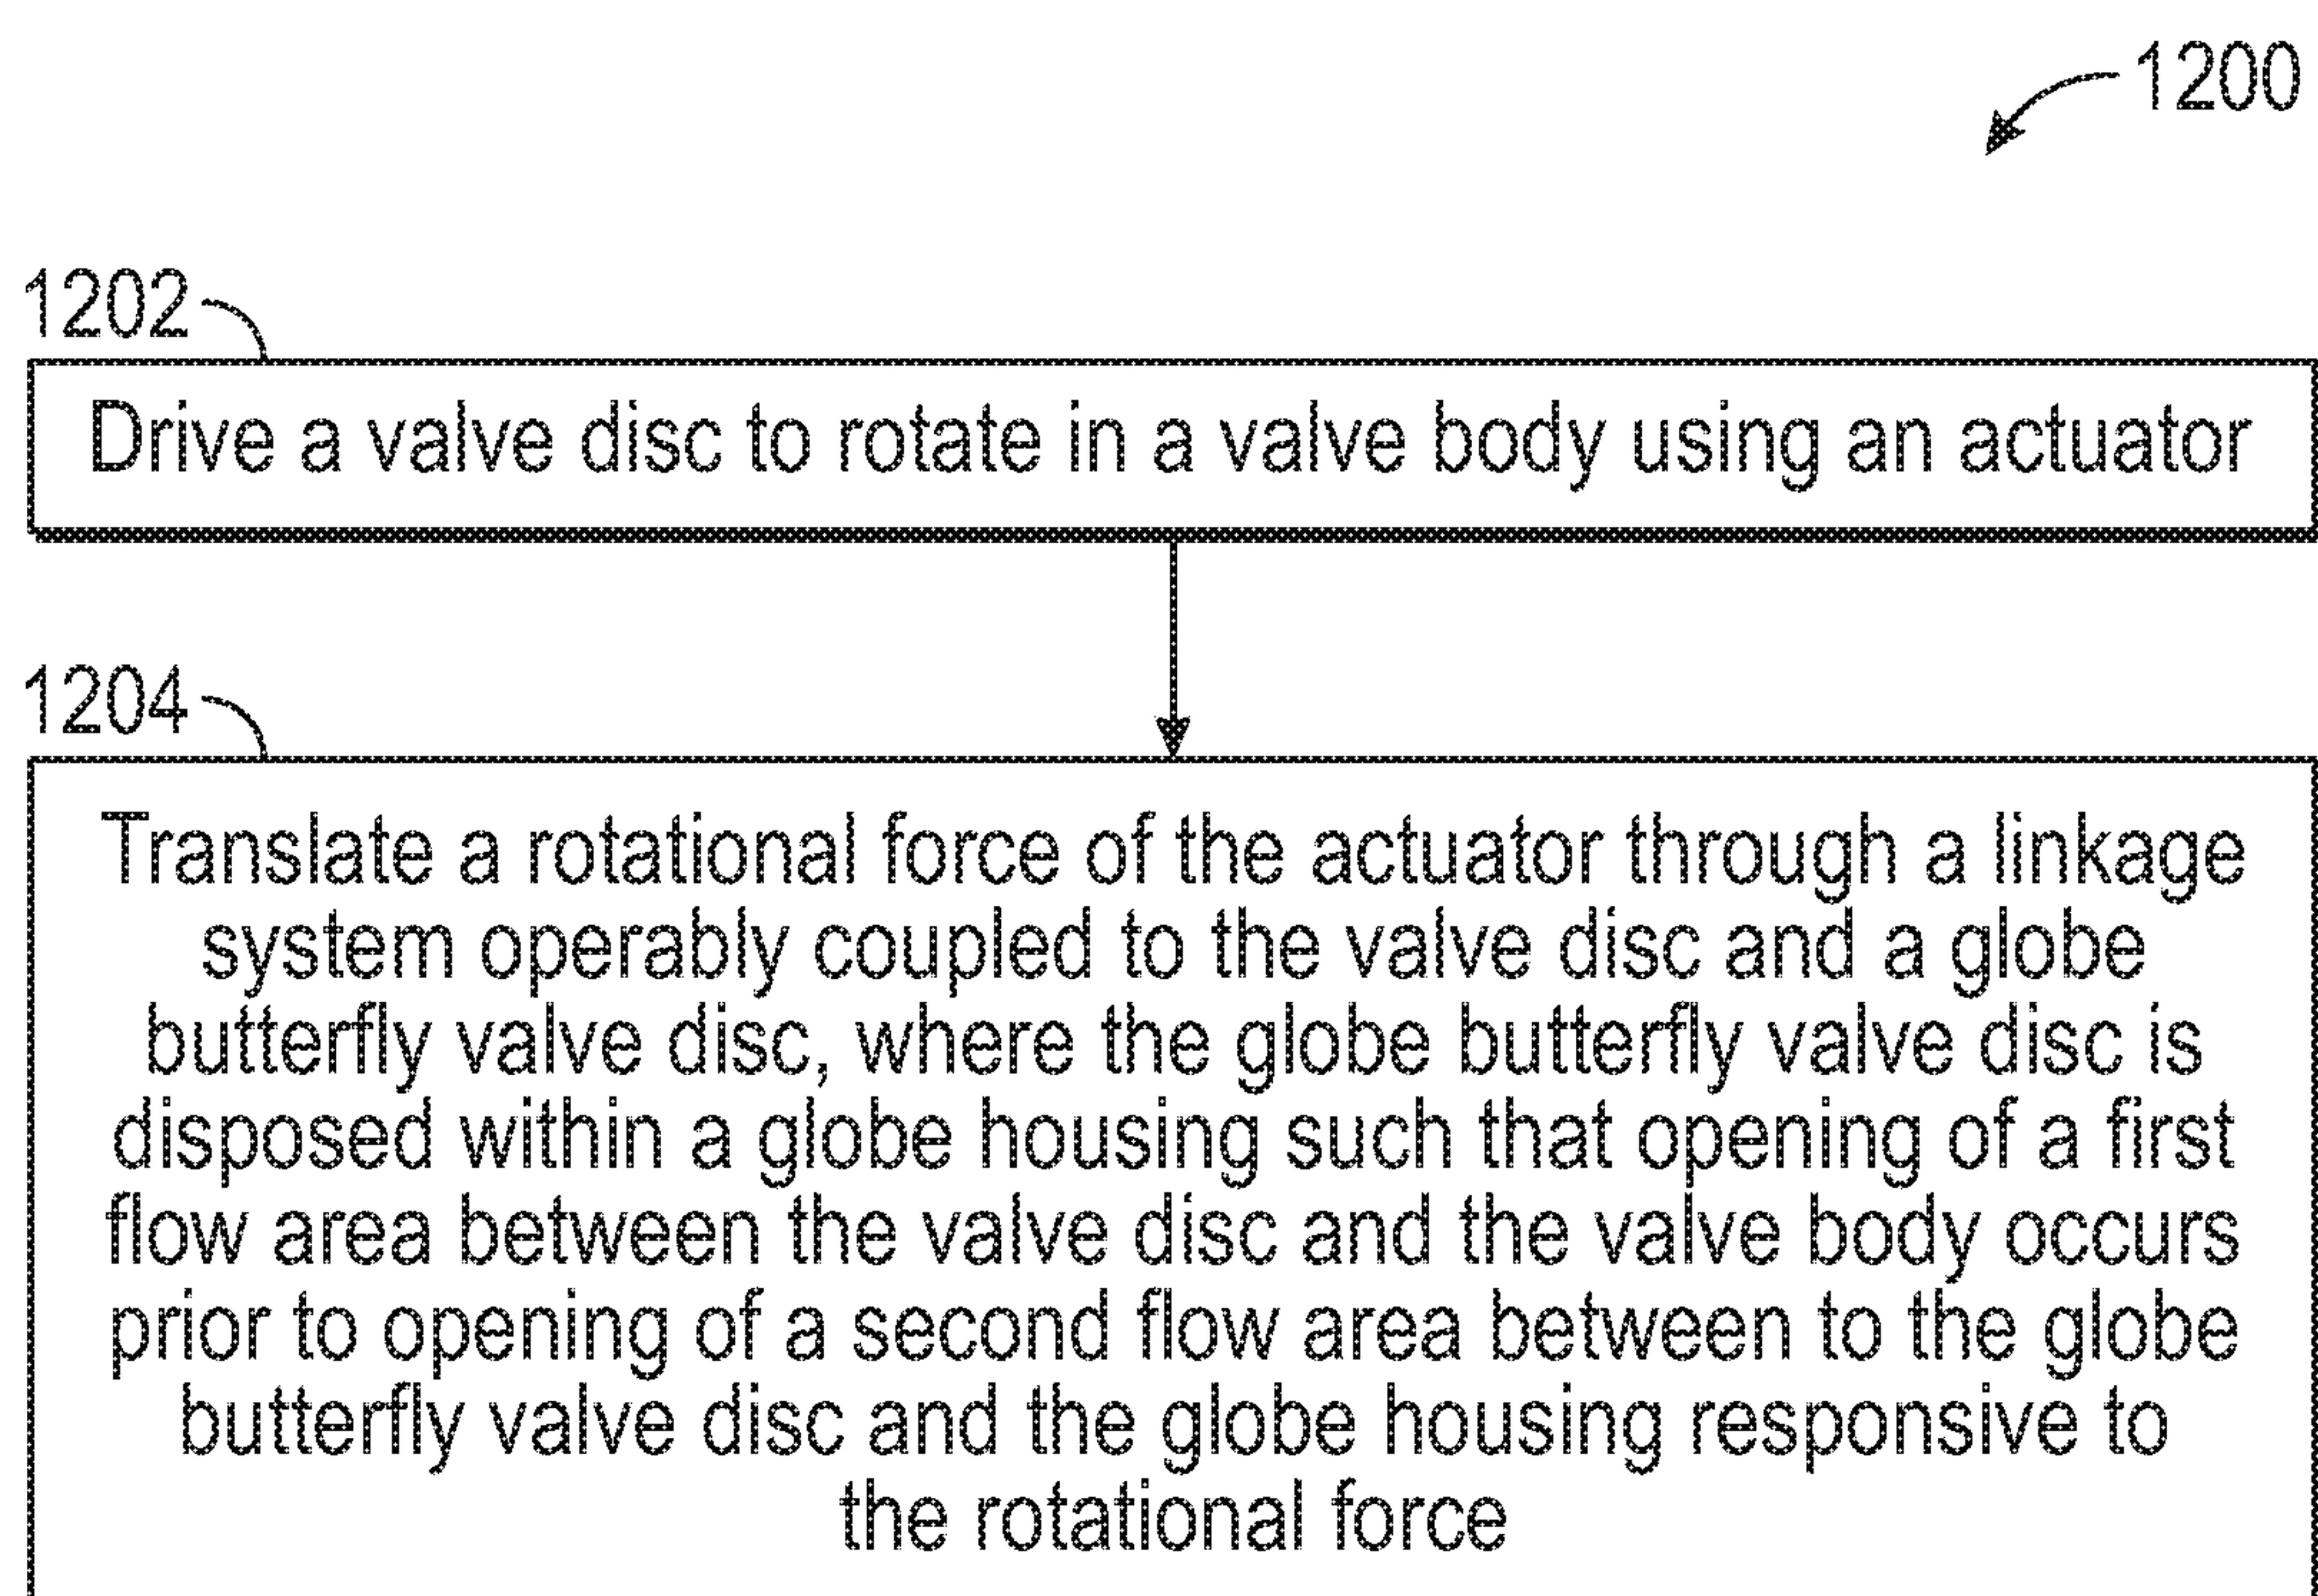 1200
1202
Drive a valve disc to rotate in a valve body using an actuator
1204
Translate a rotational force of the actuator through a linkage
system operably coupled to the valve disc and a globe
butterfly valve disc, where the globe butterfly valve disc is
disposed within a globe housing such that opening of a first
flow area between the valve disc and the valve body occurs
prior to opening of a second flow area between to the globe
butterfly valve disc and the globe housing responsive to
the rotational force